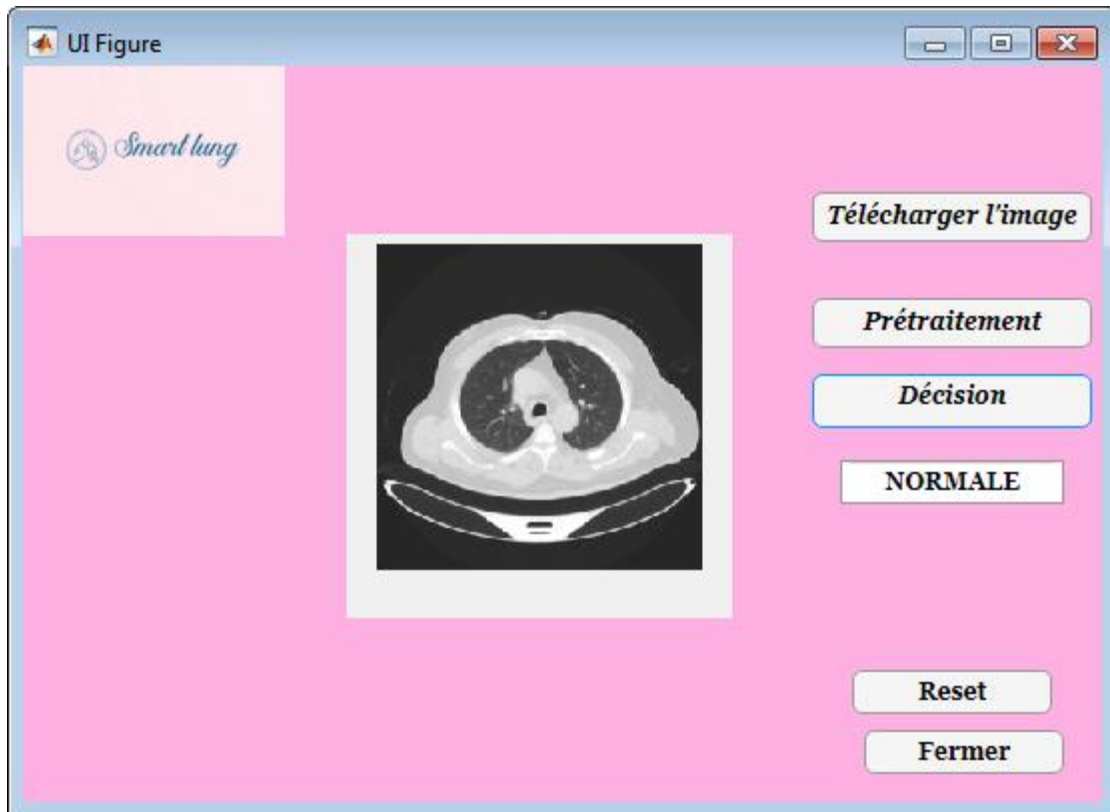 UI Figure
Smart lung
Télécharger l'image
Prétraitement
Décision
NORMALE
Reset
Fermer